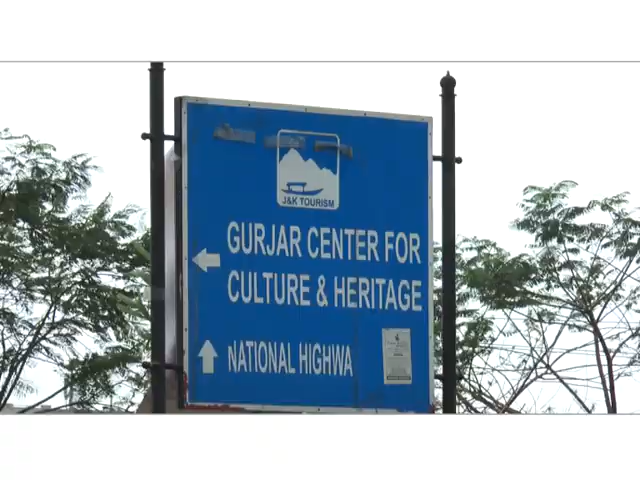 J&K TOURISM
GURJAR CENTER FOR
CULTURE & HERITAGE
NATIONAL HIGHWA